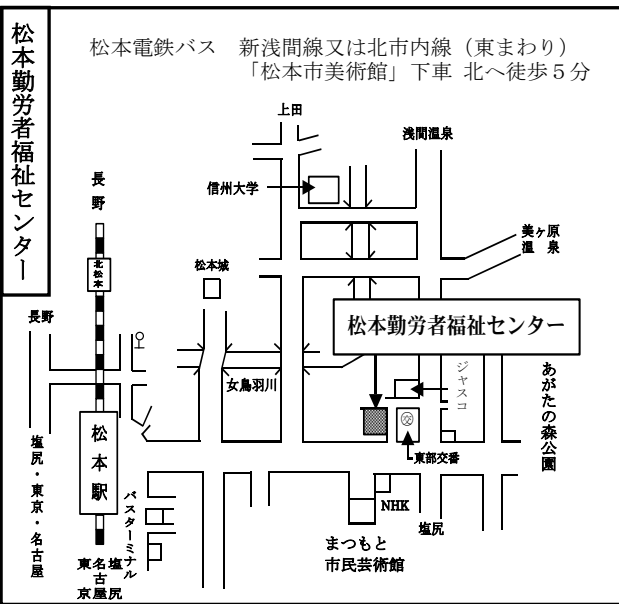 松本勤労者福祉センター
松本電鉄バス　新浅間線又は北市内線（東まわり）
「松本市美術館」下車 北へ徒歩５分
上田
浅間温泉
信州大学
長野
北松本
松本城
美ヶ原
温泉
長野
松本勤労者福祉センター
女鳥羽川
ジャスコ
あがたの森公園
交
東部交番
松本駅
塩尻・東京・名古屋
バスターミナル
NHK
塩尻
まつもと
市民芸術館
塩尻
名古屋
東京